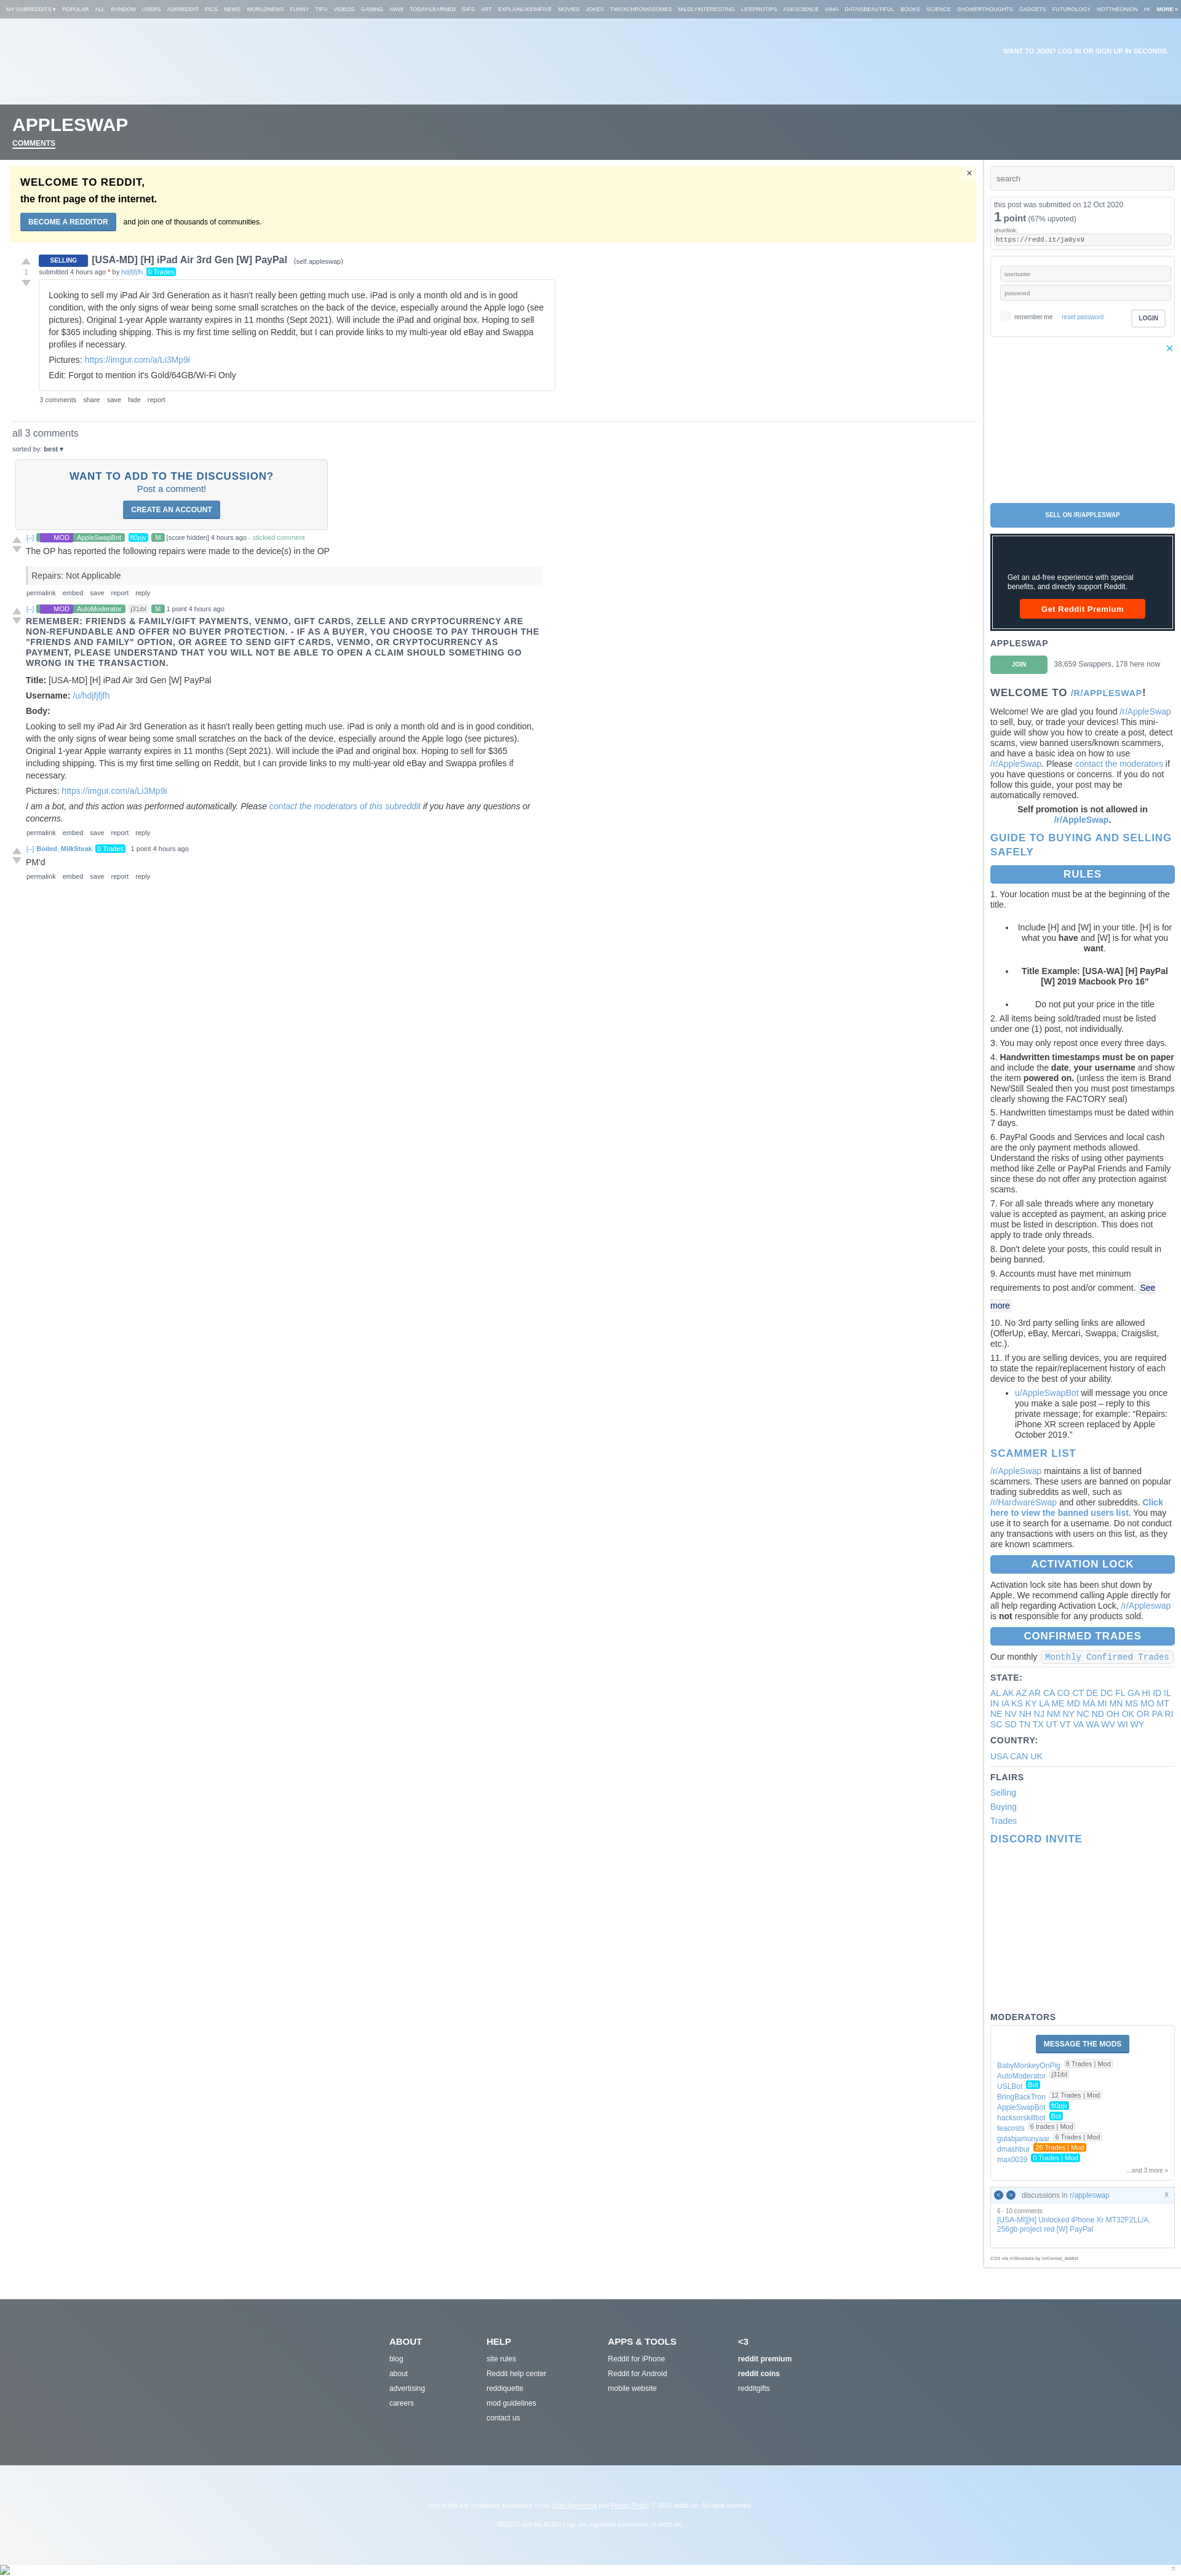 MY SUBREDDITS ▾ POPULAR ALL RANDOM USERS ASKREDDIT PICS NEWS WORLDNEWS FUNNY TIFU VIDEOS GAMING AWW TODAYILEARNED GIFS ART EXPLAINLIKEIMFIVE MOVIES JOKES TWOXCHROMOSOMES MILDLYINTERESTING LIFEPROTIPS ASKSCIENCE IAMA DATAISBEAUTIFUL BOOKS SCIENCE SHOWERTHOUGHTS GADGETS FUTUROLOGY NOTTHEONION HI MORE »
WANT TO JOIN? LOG IN OR SIGN UP IN SECONDS.
APPLESWAP
COMMENTS
WELCOME TO REDDIT,
the front page of the internet.
BECOME A REDDITOR and join one of thousands of communities.
×
1
SELLING [USA-MD] [H] iPad Air 3rd Gen [W] PayPal (self.appleswap)
submitted 4 hours ago * by hdjfjfjfh 0 Trades
Looking to sell my iPad Air 3rd Generation as it hasn't really been getting much use. iPad is only a month old and is in good
condition, with the only signs of wear being some small scratches on the back of the device, especially around the Apple logo (see
pictures). Original 1-year Apple warranty expires in 11 months (Sept 2021). Will include the iPad and original box. Hoping to sell
for $365 including shipping. This is my first time selling on Reddit, but I can provide links to my multi-year old eBay and Swappa
profiles if necessary.
Pictures: https://imgur.com/a/Li3Mp9i
Edit: Forgot to mention it's Gold/64GB/Wi-Fi Only
3 comments share save hide report
all 3 comments
sorted by: best ▾
WANT TO ADD TO THE DISCUSSION?
Post a comment!
CREATE AN ACCOUNT
[–] MOD AppleSwapBot ft0pjv M [score hidden] 4 hours ago - stickied comment
The OP has reported the following repairs were made to the device(s) in the OP
Repairs: Not Applicable
permalink embed save report reply
[–] MOD AutoModerator j31ibl M 1 point 4 hours ago
REMEMBER: FRIENDS & FAMILY/GIFT PAYMENTS, VENMO, GIFT CARDS, ZELLE AND CRYPTOCURRENCY ARE
NON-REFUNDABLE AND OFFER NO BUYER PROTECTION. - IF AS A BUYER, YOU CHOOSE TO PAY THROUGH THE
"FRIENDS AND FAMILY" OPTION, OR AGREE TO SEND GIFT CARDS, VENMO, OR CRYPTOCURRENCY AS
PAYMENT, PLEASE UNDERSTAND THAT YOU WILL NOT BE ABLE TO OPEN A CLAIM SHOULD SOMETHING GO
WRONG IN THE TRANSACTION.
Title: [USA-MD] [H] iPad Air 3rd Gen [W] PayPal
Username: /u/hdjfjfjfh
Body:
Looking to sell my iPad Air 3rd Generation as it hasn't really been getting much use. iPad is only a month old and is in good condition,
with the only signs of wear being some small scratches on the back of the device, especially around the Apple logo (see pictures).
Original 1-year Apple warranty expires in 11 months (Sept 2021). Will include the iPad and original box. Hoping to sell for $365
including shipping. This is my first time selling on Reddit, but I can provide links to my multi-year old eBay and Swappa profiles if
necessary.
Pictures: https://imgur.com/a/Li3Mp9i
I am a bot, and this action was performed automatically. Please contact the moderators of this subreddit if you have any questions or
concerns.
permalink embed save report reply
[–] Boiled_MilkSteak 0 Trades 1 point 4 hours ago
PM'd
permalink embed save report reply
search
this post was submitted on 12 Oct 2020
1 point (67% upvoted)
shortlink:
https://redd.it/ja0yx9
username
password
remember me reset password LOGIN
×
SELL ON /R/APPLESWAP
Get an ad-free experience with special
benefits, and directly support Reddit.
Get Reddit Premium
APPLESWAP
JOIN 38,659 Swappers, 178 here now
WELCOME TO /R/APPLESWAP!
Welcome! We are glad you found /r/AppleSwap
to sell, buy, or trade your devices! This mini-
guide will show you how to create a post, detect
scams, view banned users/known scammers,
and have a basic idea on how to use
/r/AppleSwap. Please contact the moderators if
you have questions or concerns. If you do not
follow this guide, your post may be
automatically removed.
Self promotion is not allowed in
/r/AppleSwap.
GUIDE TO BUYING AND SELLING
SAFELY
RULES
1. Your location must be at the beginning of the
title.
• Include [H] and [W] in your title. [H] is for
what you have and [W] is for what you
want.
• Title Example: [USA-WA] [H] PayPal
[W] 2019 Macbook Pro 16"
• Do not put your price in the title
2. All items being sold/traded must be listed
under one (1) post, not individually.
3. You may only repost once every three days.
4. Handwritten timestamps must be on paper
and include the date, your username and show
the item powered on. (unless the item is Brand
New/Still Sealed then you must post timestamps
clearly showing the FACTORY seal)
5. Handwritten timestamps must be dated within
7 days.
6. PayPal Goods and Services and local cash
are the only payment methods allowed.
Understand the risks of using other payments
method like Zelle or PayPal Friends and Family
since these do not offer any protection against
scams.
7. For all sale threads where any monetary
value is accepted as payment, an asking price
must be listed in description. This does not
apply to trade only threads.
8. Don't delete your posts, this could result in
being banned.
9. Accounts must have met minimum
requirements to post and/or comment. See
more
10. No 3rd party selling links are allowed
(OfferUp, eBay, Mercari, Swappa, Craigslist,
etc.).
11. If you are selling devices, you are required
to state the repair/replacement history of each
device to the best of your ability.
• u/AppleSwapBot will message you once
you make a sale post – reply to this
private message; for example: “Repairs:
iPhone XR screen replaced by Apple
October 2019.”
SCAMMER LIST
/r/AppleSwap maintains a list of banned
scammers. These users are banned on popular
trading subreddits as well, such as
/r/HardwareSwap and other subreddits. Click
here to view the banned users list. You may
use it to search for a username. Do not conduct
any transactions with users on this list, as they
are known scammers.
ACTIVATION LOCK
Activation lock site has been shut down by
Apple. We recommend calling Apple directly for
all help regarding Activation Lock, /r/Appleswap
is not responsible for any products sold.
CONFIRMED TRADES
Our monthly Monthly Confirmed Trades
STATE:
AL AK AZ AR CA CO CT DE DC FL GA HI ID IL
IN IA KS KY LA ME MD MA MI MN MS MO MT
NE NV NH NJ NM NY NC ND OH OK OR PA RI
SC SD TN TX UT VT VA WA WV WI WY
COUNTRY:
USA CAN UK
FLAIRS
Selling
Buying
Trades
DISCORD INVITE
MODERATORS
MESSAGE THE MODS
BabyMonkeyOnPig 8 Trades | Mod
AutoModerator j31ibl
USLBot Bot
BringBackTron 12 Trades | Mod
AppleSwapBot ft0pjv
hacksorskillbot Bot
teacosts 6 trades | Mod
gulabjamunyaar 6 Trades | Mod
dmashbur 26 Trades | Mod
max0039 0 Trades | Mod
...and 3 more »
< > discussions in r/appleswap X
6 · 10 comments
[USA-MI][H] Unlocked iPhone Xr MT32F2LL/A,
256gb project red [W] PayPal
CSS via /r/Structura by /u/Cereal_Addict
ABOUT
blog
about
advertising
careers
HELP
site rules
Reddit help center
reddiquette
mod guidelines
contact us
APPS & TOOLS
Reddit for iPhone
Reddit for Android
mobile website
<3
reddit premium
reddit coins
redditgifts
Use of this site constitutes acceptance of our User Agreement and Privacy Policy. © 2020 reddit inc. All rights reserved.
REDDIT and the ALIEN Logo are registered trademarks of reddit inc.
π